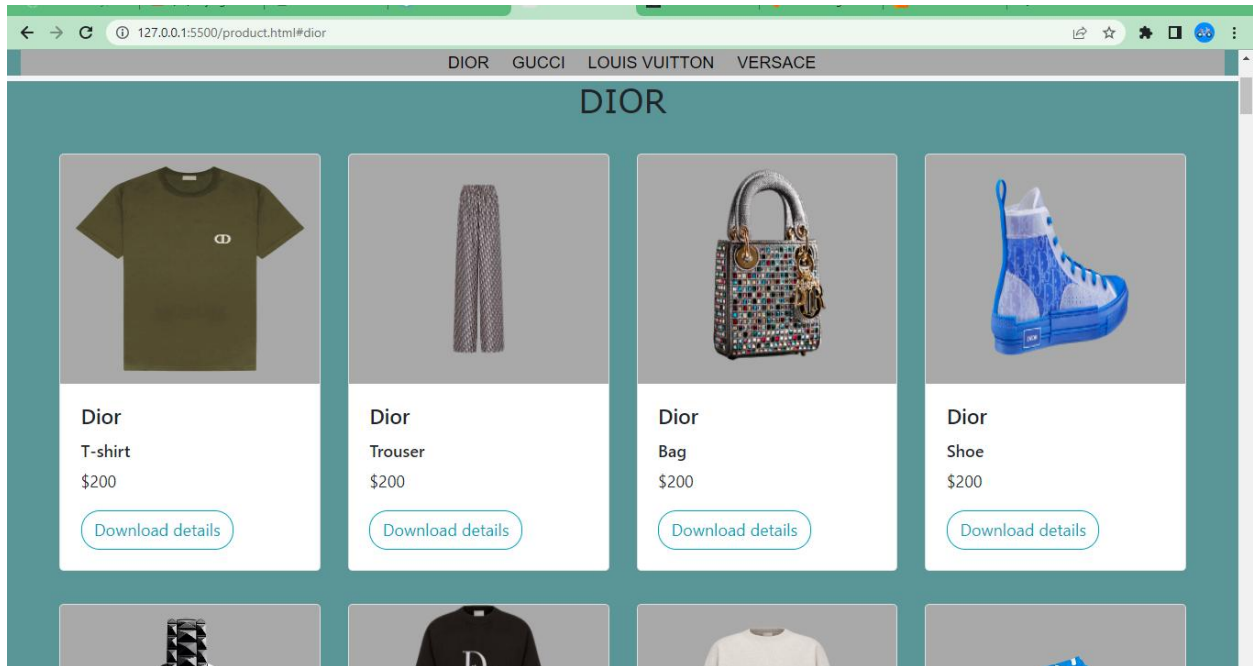 127.0.0.1:5500/product.html#dior
DIOR GUCCI LOUIS VUITTON VERSACE
DIOR
Dior
T-shirt
$200
Download details
Dior
Trouser
$200
Download details
Dior
Bag
$200
Download details
Dior
Shoe
$200
Download details